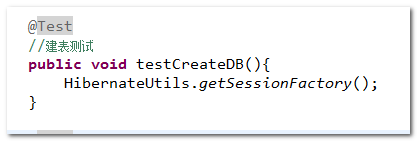 @Test
//建表测试
public void testCreateDB(){
HibernateUtils.getSessionFactory();
}